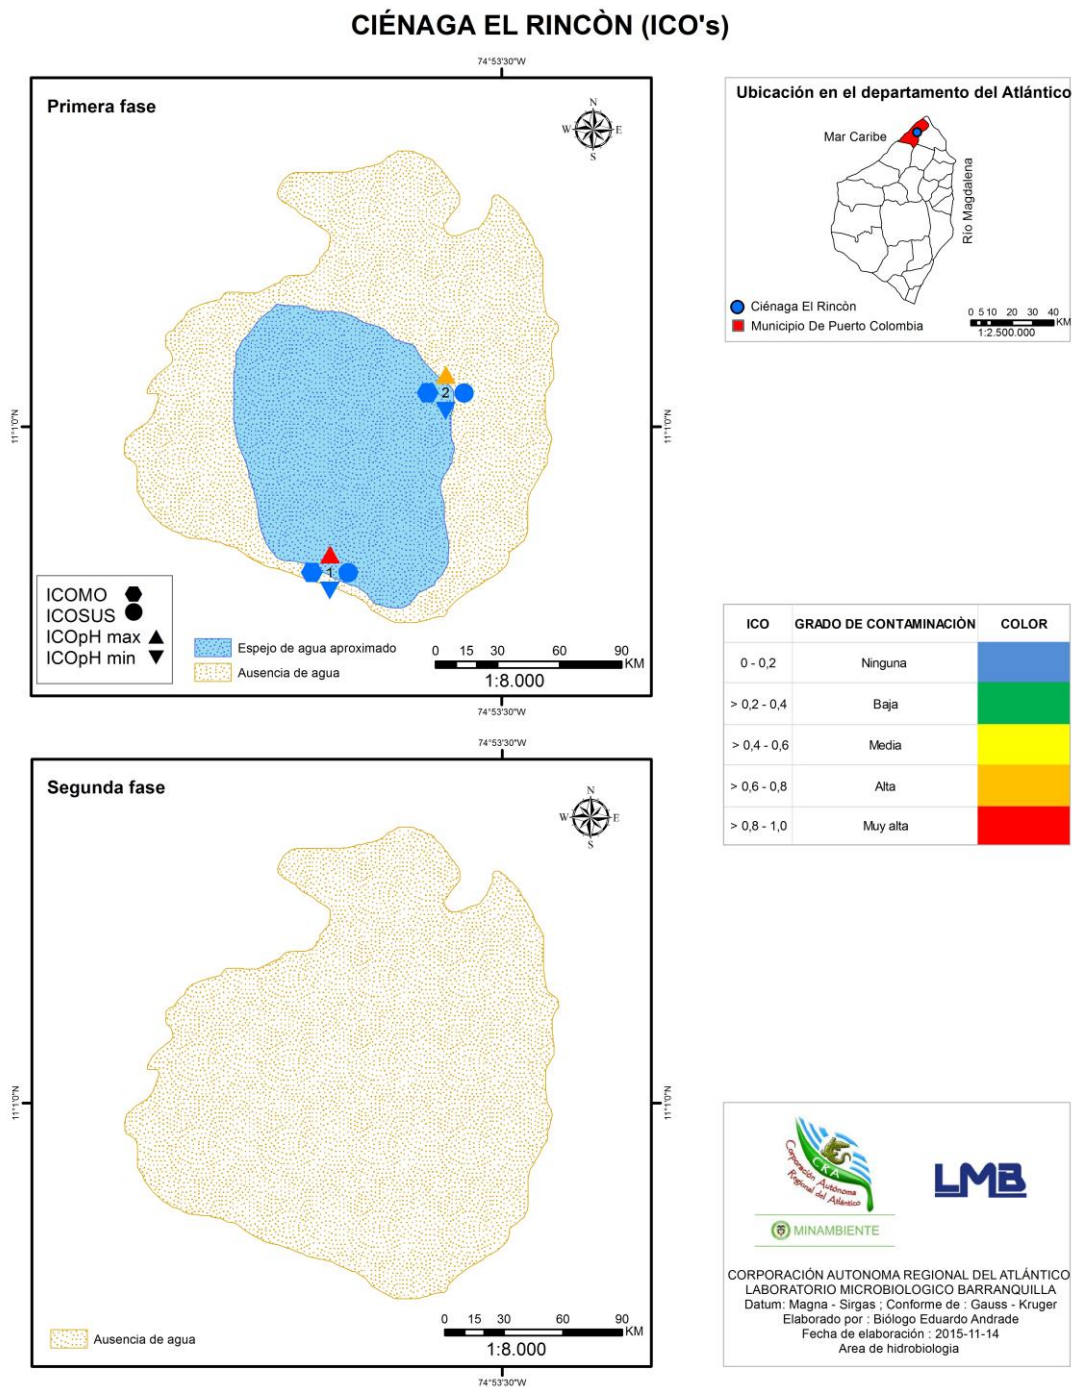 CIÉNAGA EL RINCÒN (ICO's)
74°53'30"W
Primera fase
N
W E
S
11°1'0"N
11°1'0"N
2
1
ICOMO
ICOSUS
ICOpH max
ICOpH min
Espejo de agua aproximado
Ausencia de agua
0 15 30 60 90
KM
1:8.000
74°53'30"W
Ubicación en el departamento del Atlántico
Mar Caribe
Río Magdalena
Ciénaga El Rincòn
Municipio De Puerto Colombia
0 5 10 20 30 40
KM
1:2.500.000
ICO GRADO DE CONTAMINACIÒN COLOR
0 - 0,2 Ninguna
> 0,2 - 0,4 Baja
> 0,4 - 0,6 Media
> 0,6 - 0,8 Alta
> 0,8 - 1,0 Muy alta
74°53'30"W
Segunda fase
N
W E
S
11°1'0"N
11°1'0"N
Ausencia de agua
0 15 30 60 90
KM
1:8.000
74°53'30"W
CRA
Corporación Autónoma
Regional del Atlántico
MINAMBIENTE
LMB
CORPORACIÓN AUTONOMA REGIONAL DEL ATLÁNTICO
LABORATORIO MICROBIOLOGICO BARRANQUILLA
Datum: Magna - Sirgas ; Conforme de : Gauss - Kruger
Elaborado por : Biólogo Eduardo Andrade
Fecha de elaboración : 2015-11-14
Area de hidrobiologia